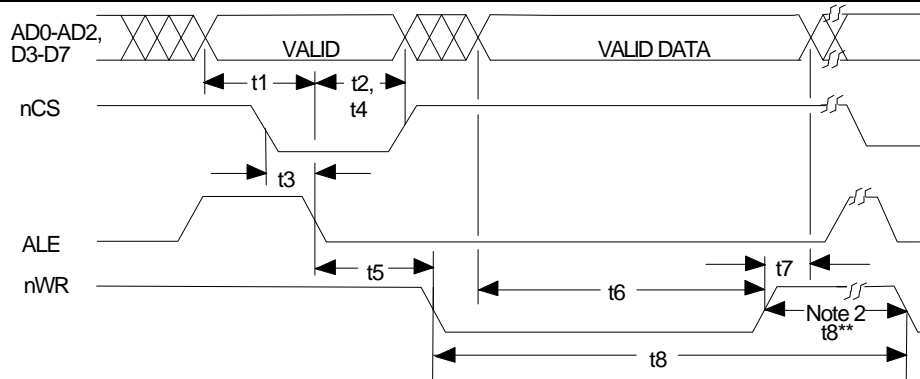 AD0-AD2,
D3-D7
VALID
VALID DATA
t1
t2,
t4
nCS
t3
ALE
t5
t7
nWR
t6
Note 2
t8**
t8